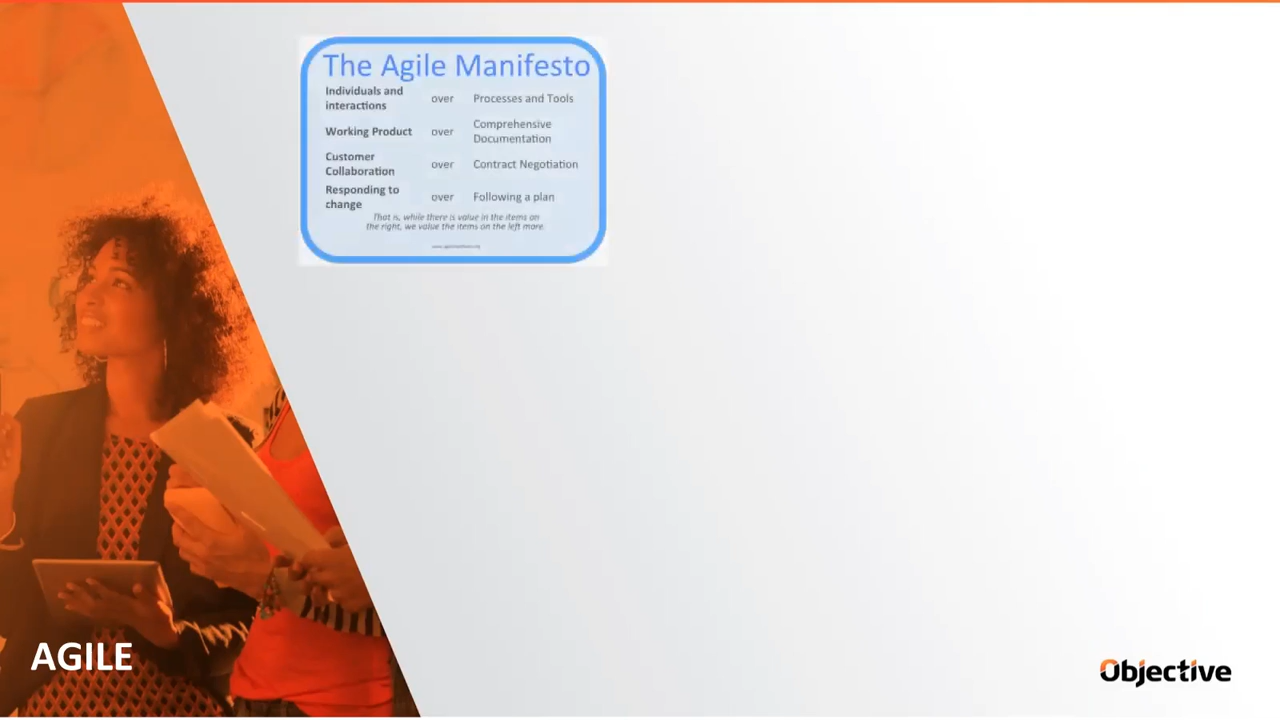 The Agile Manifesto
Individuals and
interactions
over
Processes and Tools
Working Product
over
Comprehensive
Documentation
Customer
Collaboration
over
Contract Negotiation
Responding to
change
over
Following a plan
That is, while there is value in the items on
the right, we value the items on the left more.
AGILE
Objective